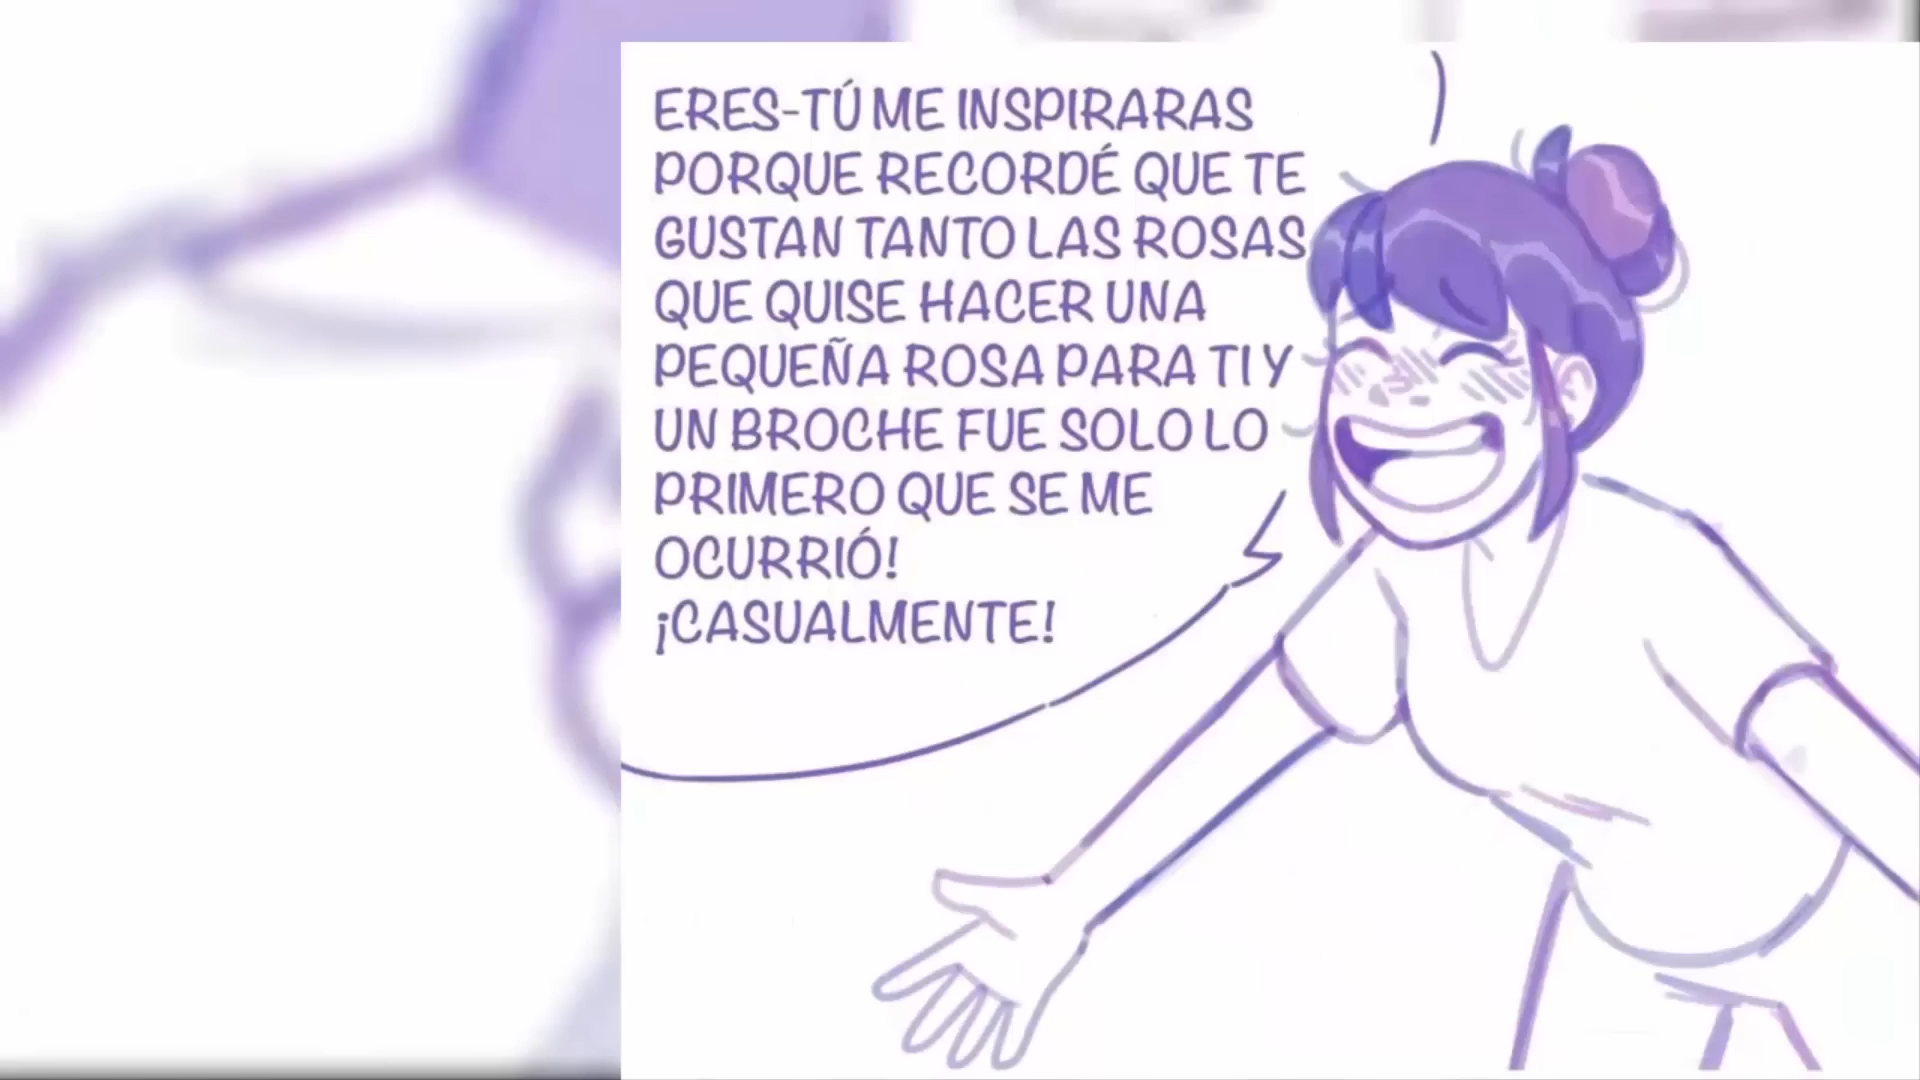 ERES-TÚ ME INSPIRARAS
PORQUE RECORDÉ QUE TE
GUSTAN TANTO LAS ROSAS
QUE QUISE HACER UNA
PEQUEÑA ROSA PARA TI Y
UN BROCHE FUE SOLO LO
PRIMERO QUE SE ME
OCURRIÓ!
¡CASUALMENTE!